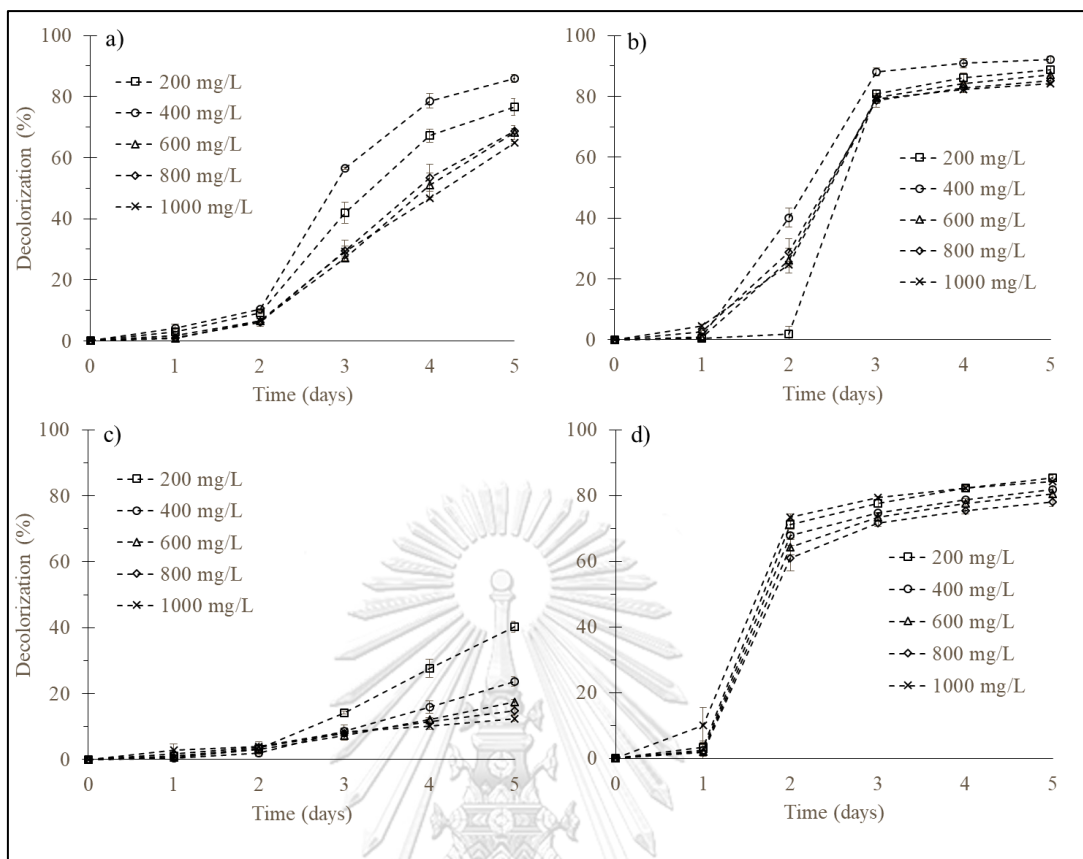 a)
100
80
60
40
20
0
Decolorization (%)
200 mg/L
400 mg/L
600 mg/L
800 mg/L
1000 mg/L
0 1 2 3 4 5
Time (days)
b)
100
80
60
40
20
0
200 mg/L
400 mg/L
600 mg/L
800 mg/L
1000 mg/L
0 1 2 3 4 5
Time (days)
c)
100
80
60
40
20
0
Decolorization (%)
200 mg/L
400 mg/L
600 mg/L
800 mg/L
1000 mg/L
0 1 2 3 4 5
Time (days)
d)
100
80
60
40
20
0
200 mg/L
400 mg/L
600 mg/L
800 mg/L
1000 mg/L
0 1 2 3 4 5
Time (days)